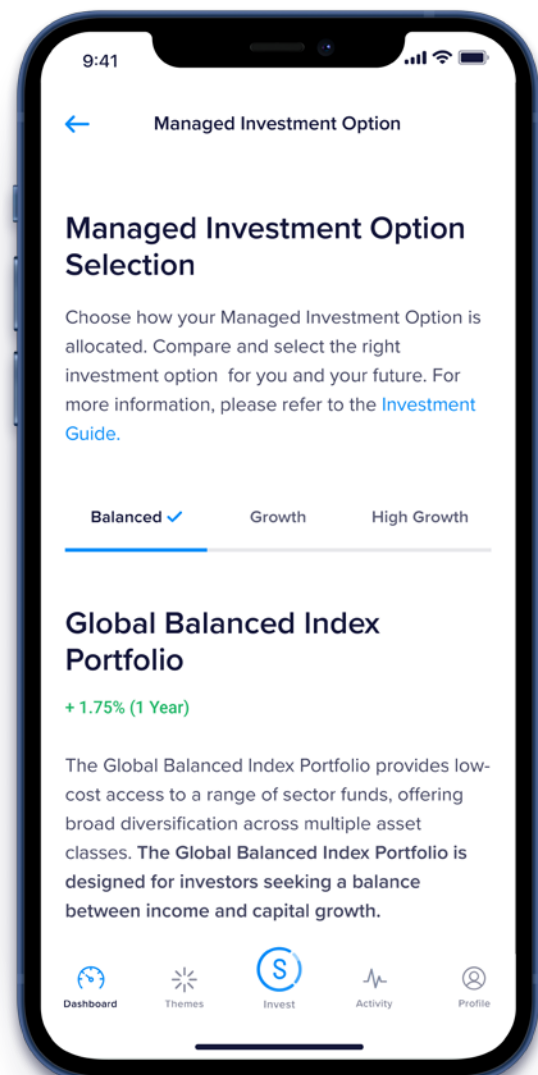 9:41
Managed Investment Option
Managed Investment Option
Selection
Choose how your Managed Investment Option is
allocated. Compare and select the right
investment option for you and your future. For
more information, please refer to the Investment
Guide.
Balanced Growth High Growth
Global Balanced Index
Portfolio
+ 1.75% (1 Year)
The Global Balanced Index Portfolio provides low-
cost access to a range of sector funds, offering
broad diversification across multiple asset
classes. The Global Balanced Index Portfolio is
designed for investors seeking a balance
between income and capital growth.
S
Dashboard Themes Invest Activity Profile